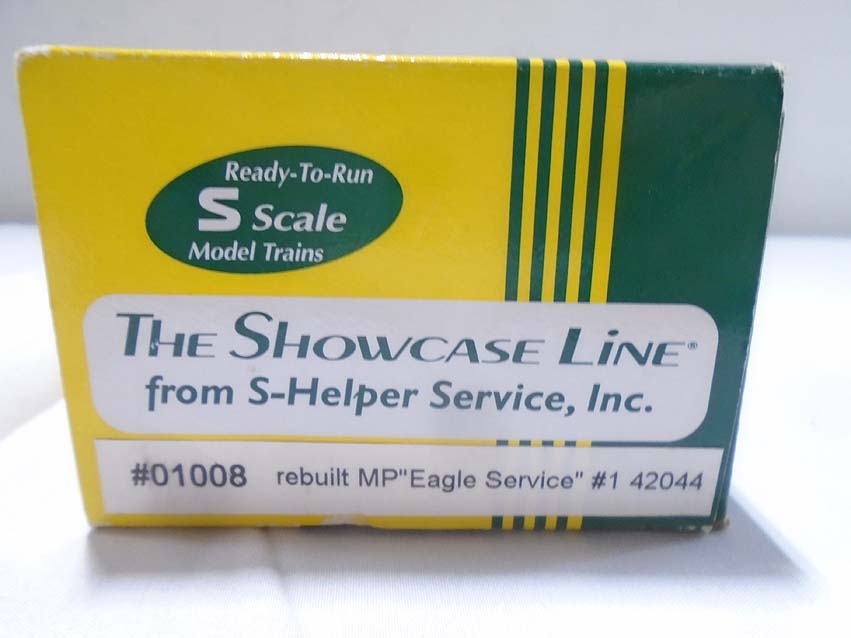 Ready-To-Run
S Scale
Model Trains
THE SHOWCASE LINE®
from S-Helper Service, Inc.
#01008 rebuilt MP"Eagle Service" #1 42044